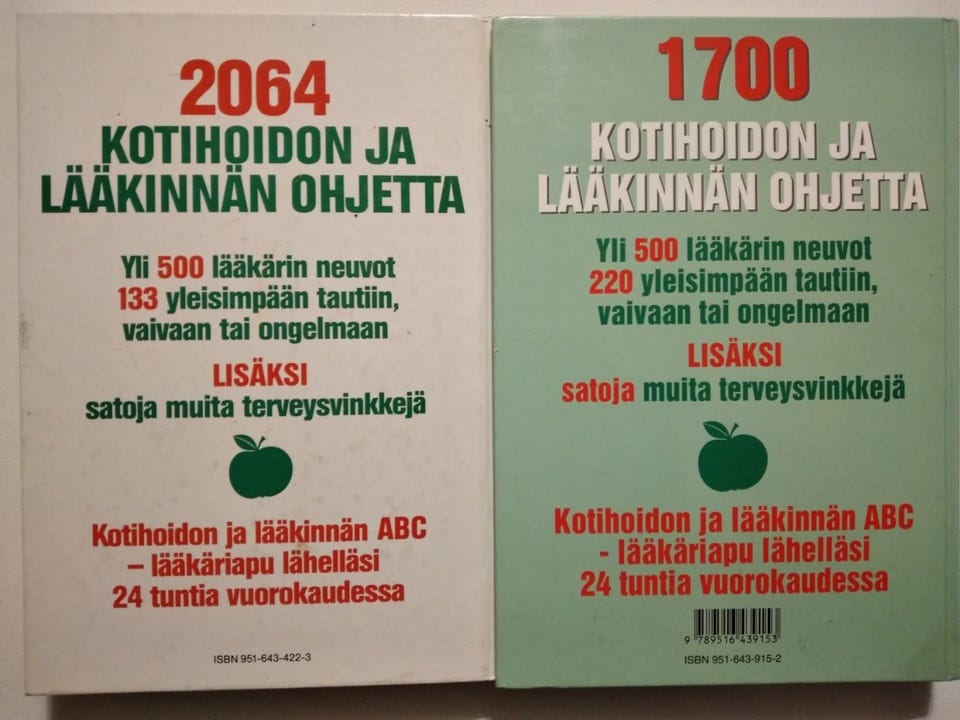 2064
KOTIHOIDON JA
LÄÄKINNÄN OHJETTA
Yli 500 lääkärin neuvot
133 yleisimpään tautiin,
vaivaan tai ongelmaan
LISÄKSI
satoja muita terveysvinkkejä
Kotihoidon ja lääkinnän ABC
– lääkäriapu lähelläsi
24 tuntia vuorokaudessa
ISBN 951-643-422-3
1700
KOTIHOIDON JA
LÄÄKINNÄN OHJETTA
Yli 500 lääkärin neuvot
220 yleisimpään tautiin,
vaivaan tai ongelmaan
LISÄKSI
satoja muita terveysvinkkejä
Kotihoidon ja lääkinnän ABC
- lääkäriapu lähelläsi
24 tuntia vuorokaudessa
9 789516 439153
ISBN 951-643-915-2